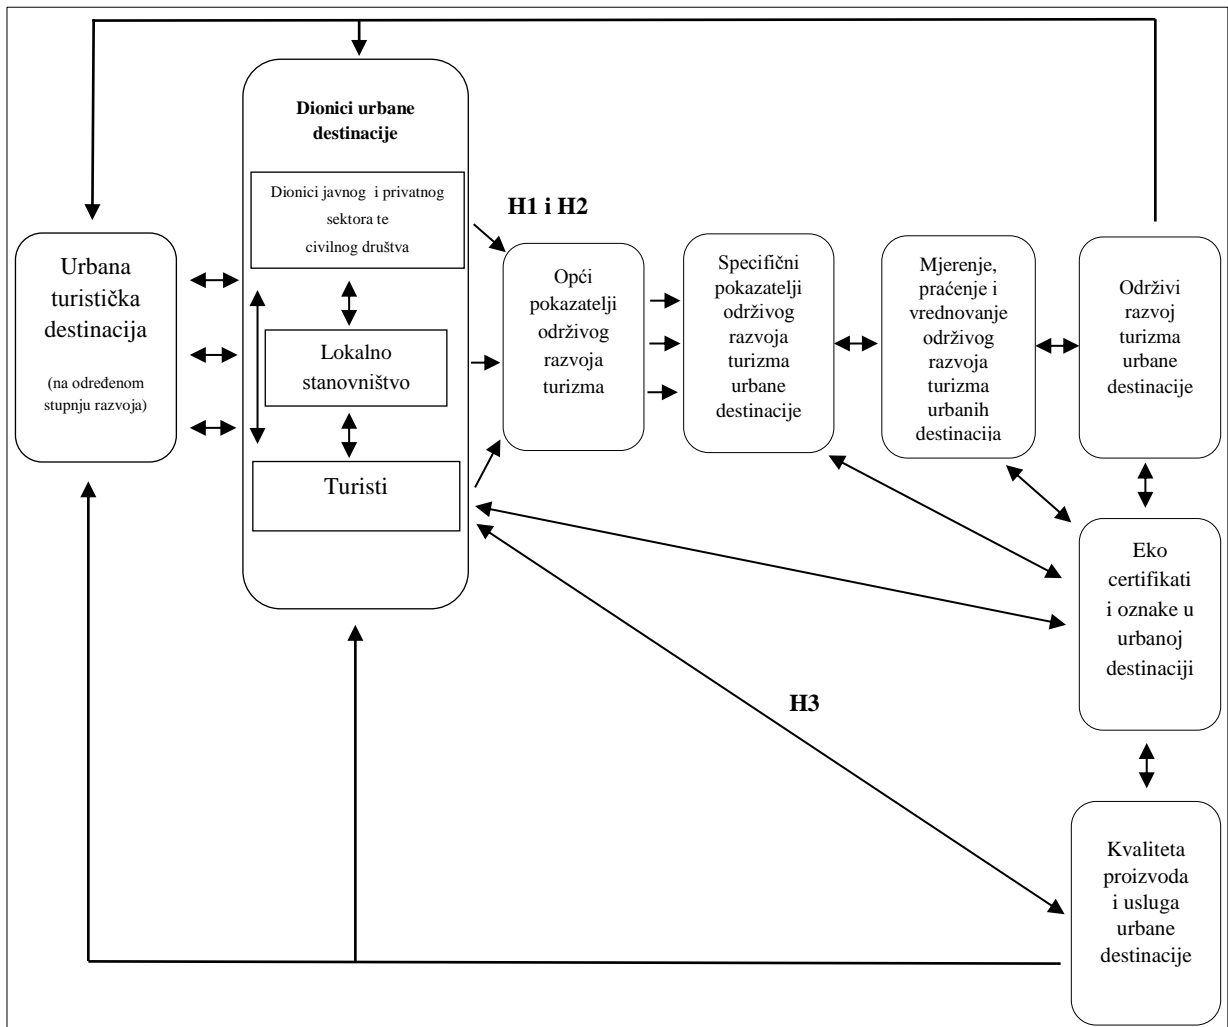 Dionici urbane
destinacije
Dionici javnog i privatnog
sektora te
civilnog društva
Lokalno
stanovništvo
Turisti
Urbana
turistička
destinacija
(na određenom
stupnju razvoja)
H1 i H2
Opći
pokazatelji
održivog
razvoja
turizma
Specifični
pokazatelji
održivog
razvoja
turizma
urbane
destinacije
Mjerenje,
praćenje i
vrednovanje
održivog
razvoja
turizma
urbanih
destinacija
Održivi
razvoj
turizma
urbane
destinacije
Eko
certifikati
i oznake u
urbanoj
destinaciji
H3
Kvaliteta
proizvoda
i usluga
urbane
destinacije